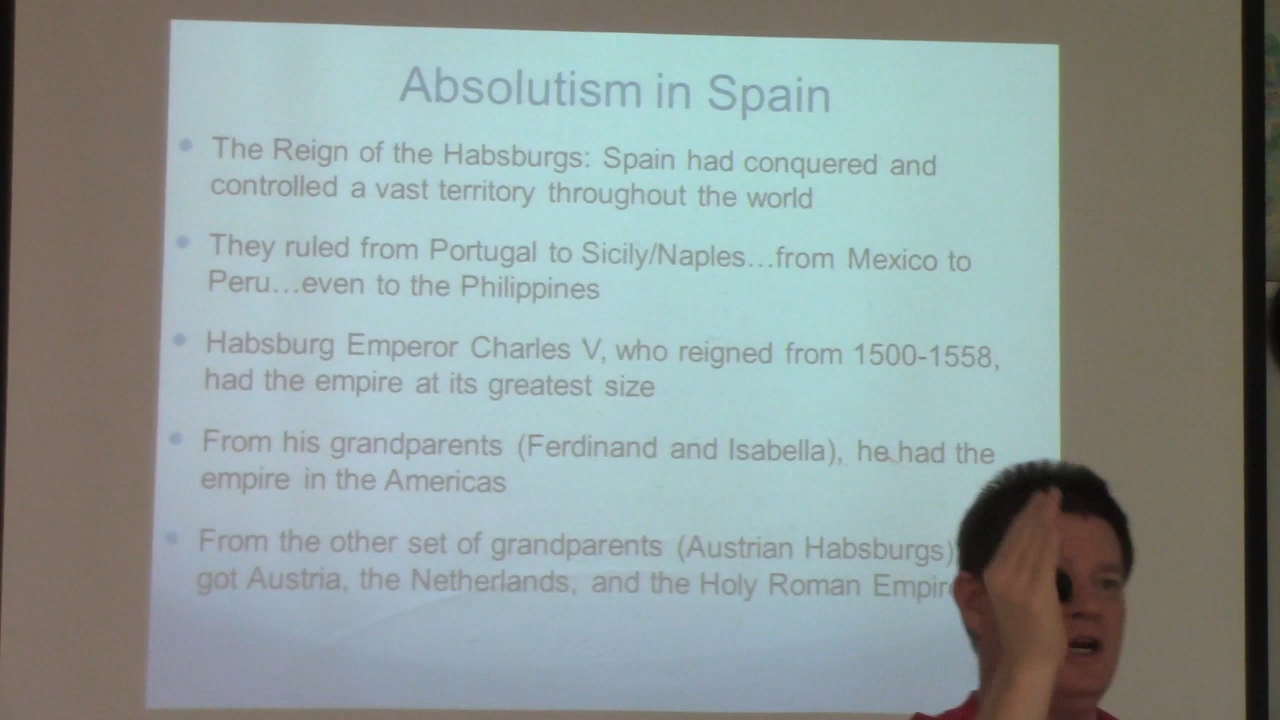 Absolutism in Spain
• The Reign of the Habsburgs: Spain had conquered and
controlled a vast territory throughout the world
• They ruled from Portugal to Sicily/Naples...from Mexico to
Peru...even to the Philippines
• Habsburg Emperor Charles V, who reigned from 1500-1558,
had the empire at its greatest size
• From his grandparents (Ferdinand and Isabella), he had the
empire in the Americas
• From the other set of grandparents (Austrian Habsburgs)
got Austria, the Netherlands, and the Holy Roman